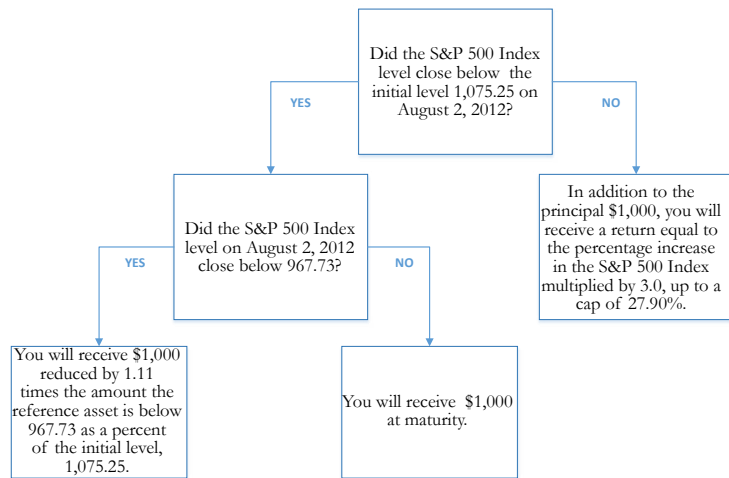 Did the S&P 500 Index
level close below the
initial level 1,075.25 on
August 2, 2012?
YES
NO
Did the S&P 500 Index
level on August 2, 2012
close below 967.73?
In addition to the
principal $1,000, you will
receive a return equal to
the percentage increase
in the S&P 500 Index
multiplied by 3.0, up to a
cap of 27.90%.
YES
NO
You will receive $1,000
reduced by 1.11
times the amount the
reference asset is below
967.73 as a percent
of the initial level,
1,075.25.
You will receive $1,000
at maturity.